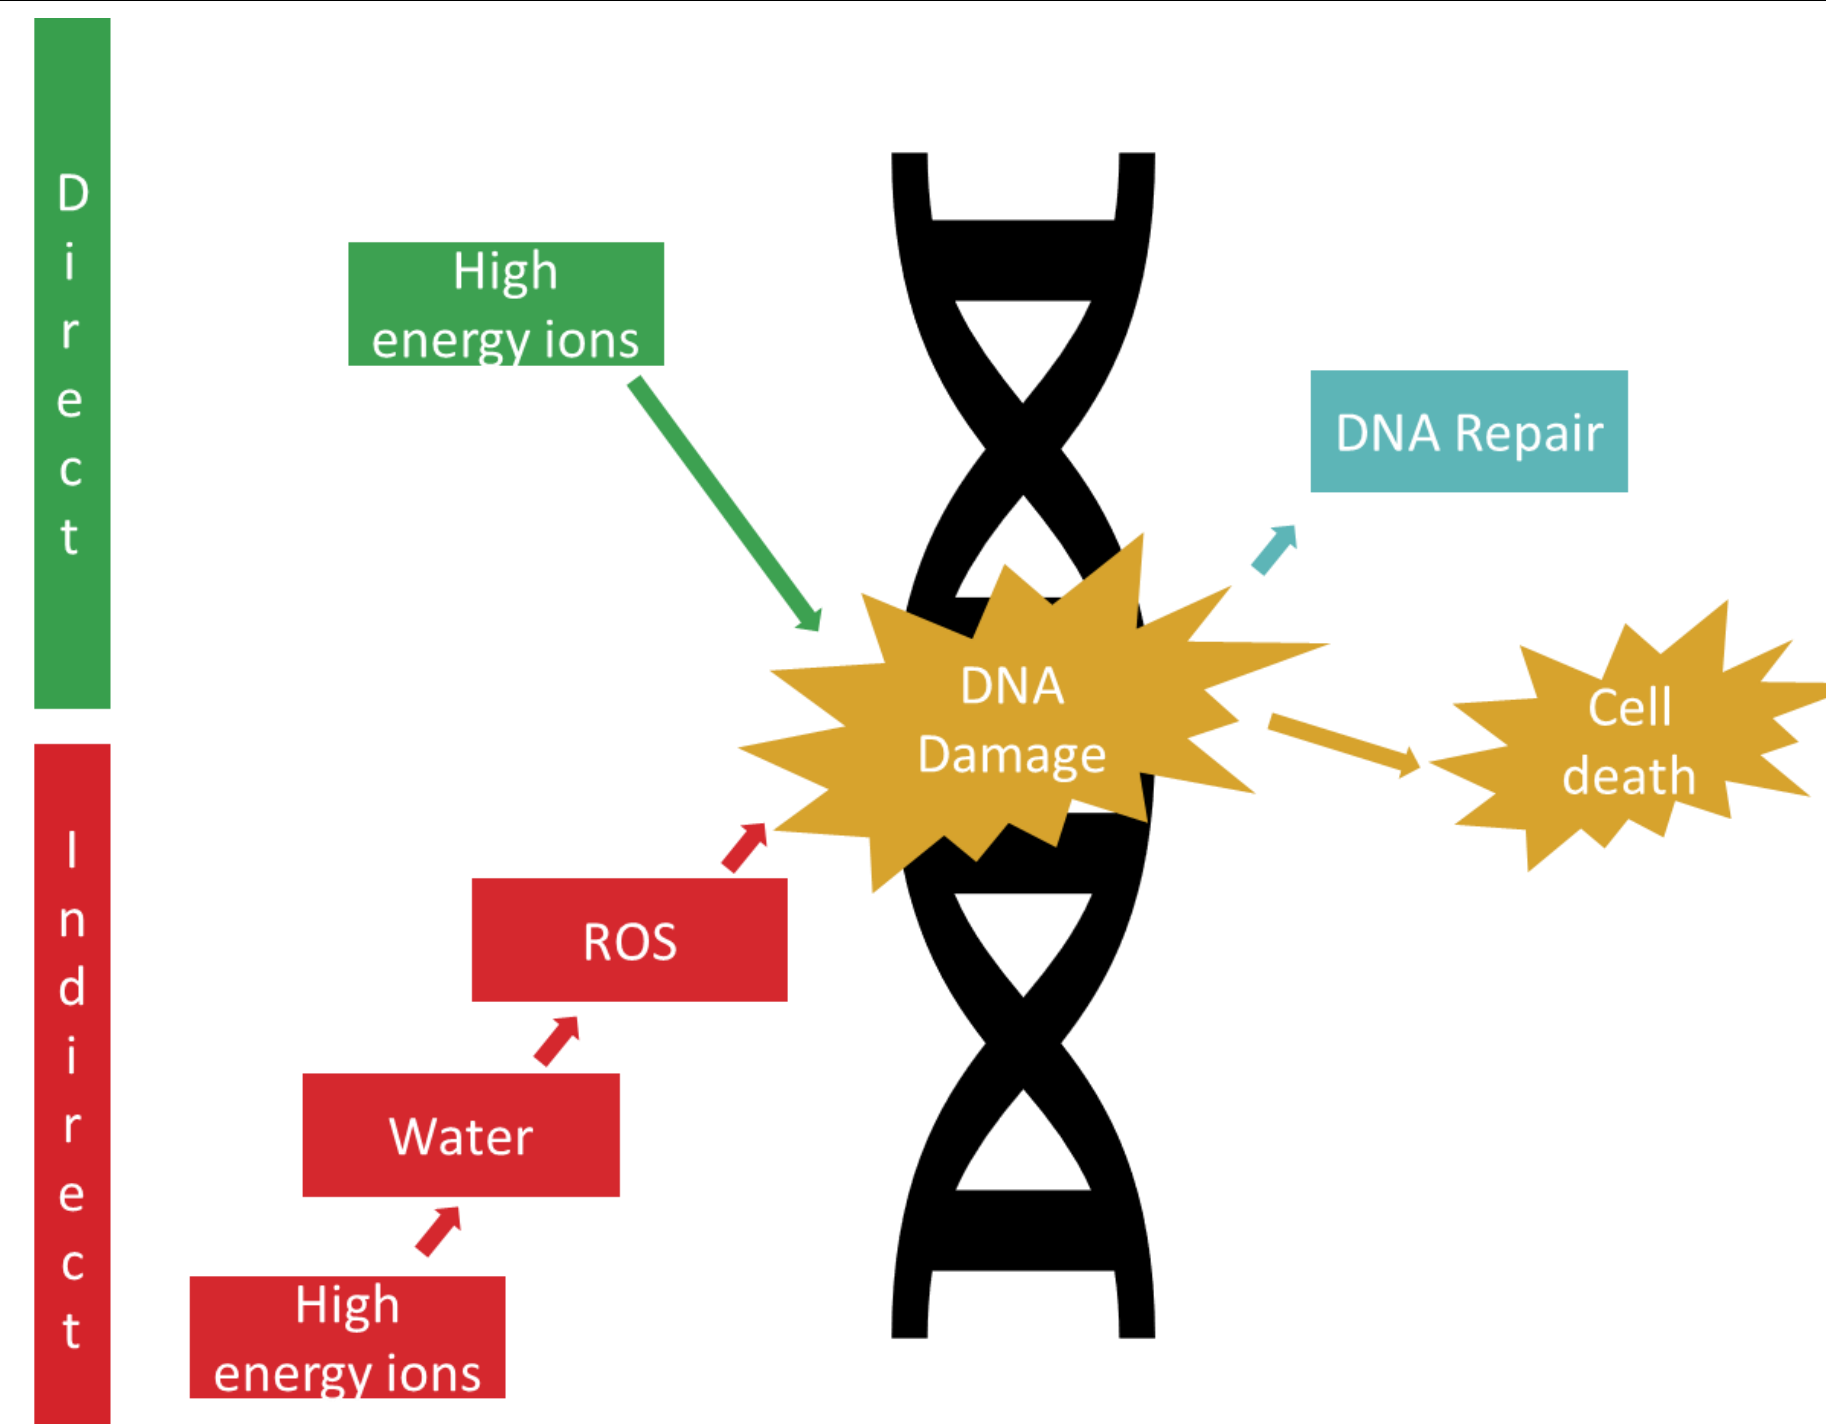 Direct
High
energy ions
DNA Repair
DNA
Damage
Cell
death
Indirect
ROS
Water
High
energy ions